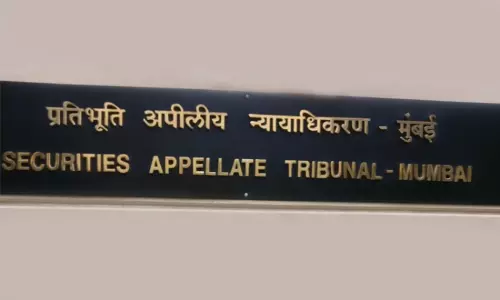 प्रतिभूति अपीलीय न्यायाधिकरण - मुंबई
SECURITIES APPELLATE TRIBUNAL - MUMBAI